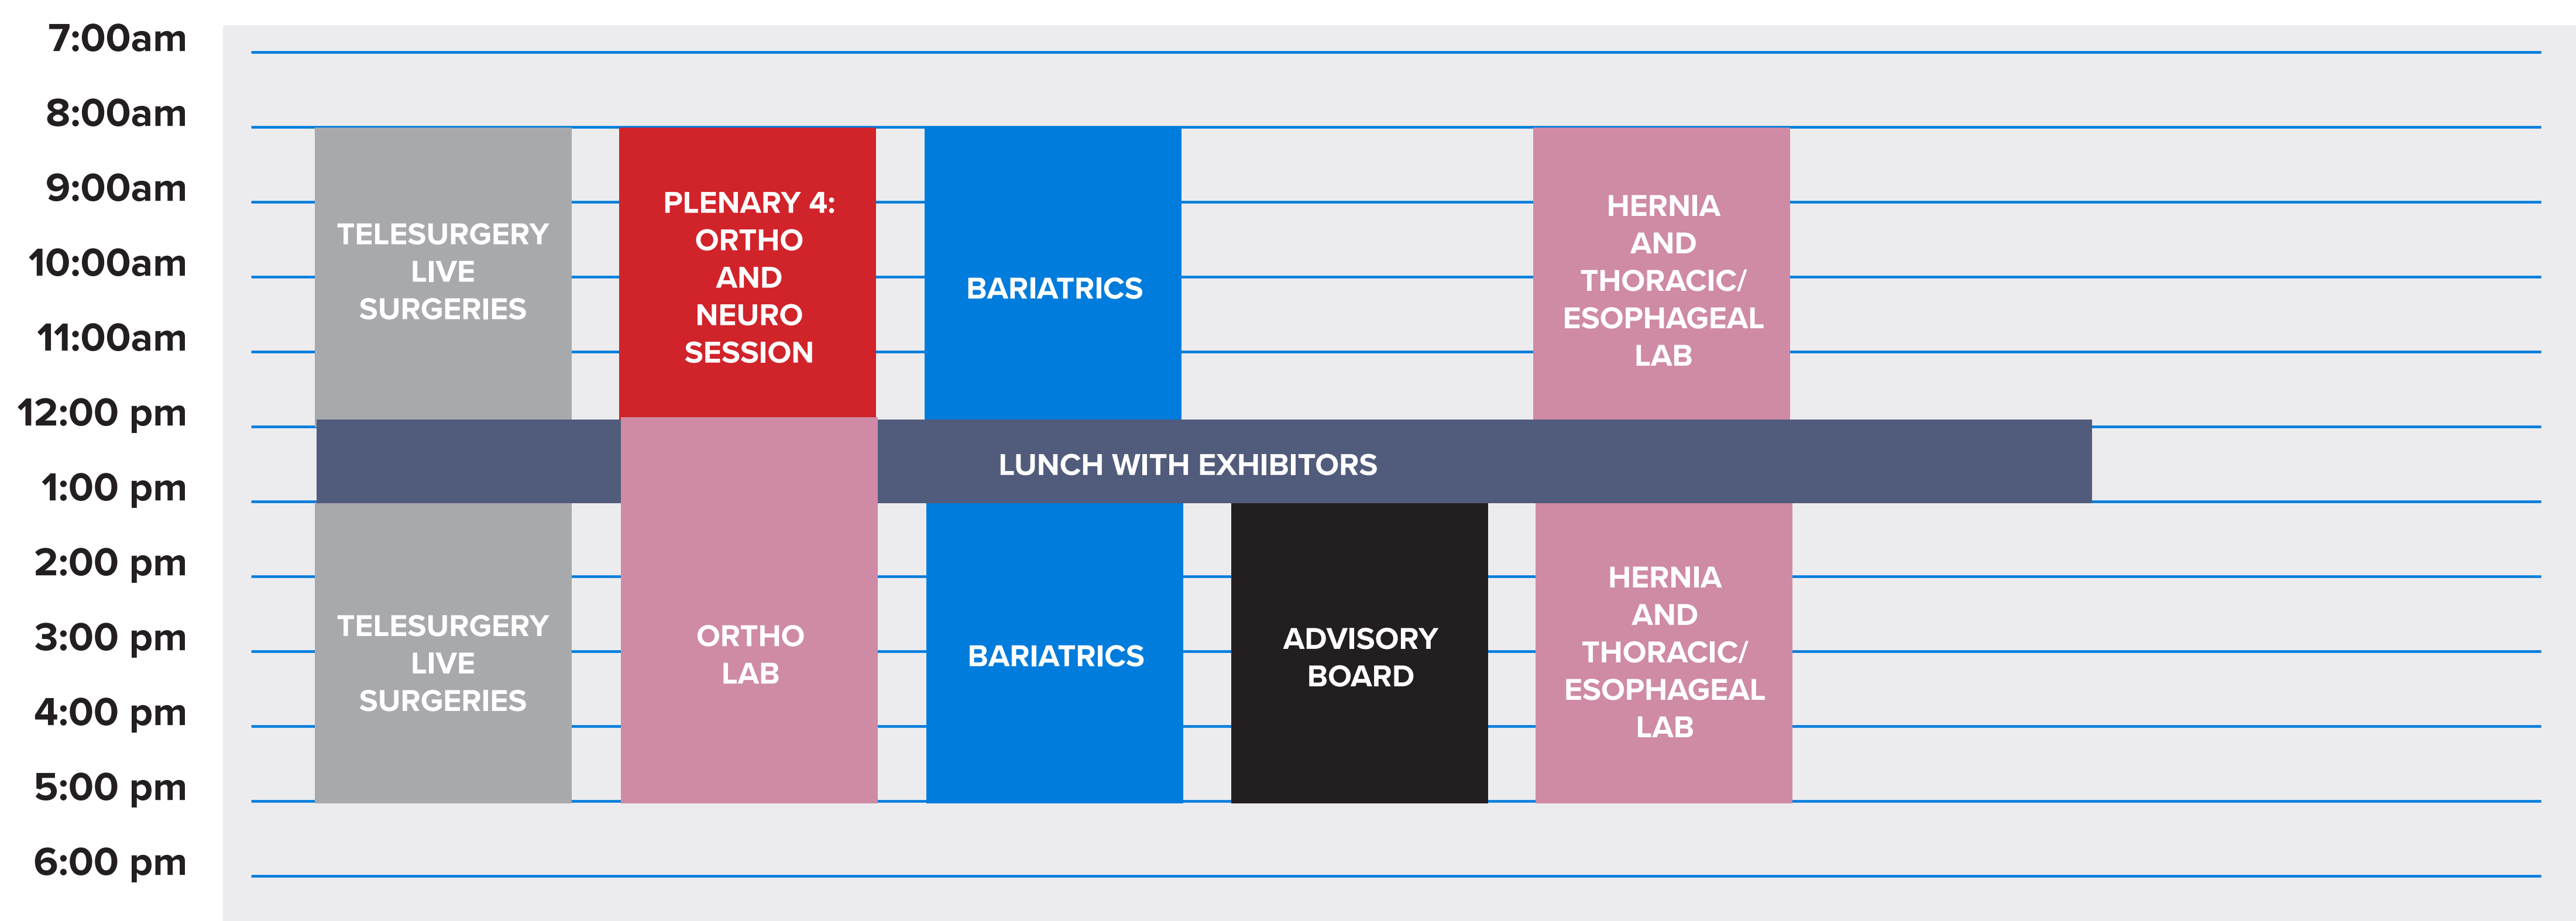 7:00am
8:00am
9:00am
10:00am
11:00am
12:00 pm
1:00 pm
2:00 pm
3:00 pm
4:00 pm
5:00 pm
6:00 pm
TELESURGERY
LIVE
SURGERIES
PLENARY 4:
ORTHO
AND
NEURO
SESSION
BARIATRICS
HERNIA
AND
THORACIC/
ESOPHAGEAL
LAB
LUNCH WITH EXHIBITORS
TELESURGERY
LIVE
SURGERIES
ORTHO
LAB
BARIATRICS
ADVISORY
BOARD
HERNIA
AND
THORACIC/
ESOPHAGEAL
LAB